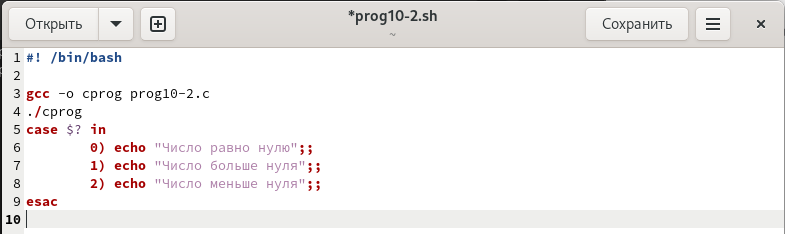 Открыть *prog10-2.sh Сохранить
~
1 #! /bin/bash
2
3 gcc -o cprog prog10-2.c
4 ./cprog
5 case $? in
6 0) echo "Число равно нулю";;
7 1) echo "Число больше нуля";;
8 2) echo "Число меньше нуля";;
9 esac
10